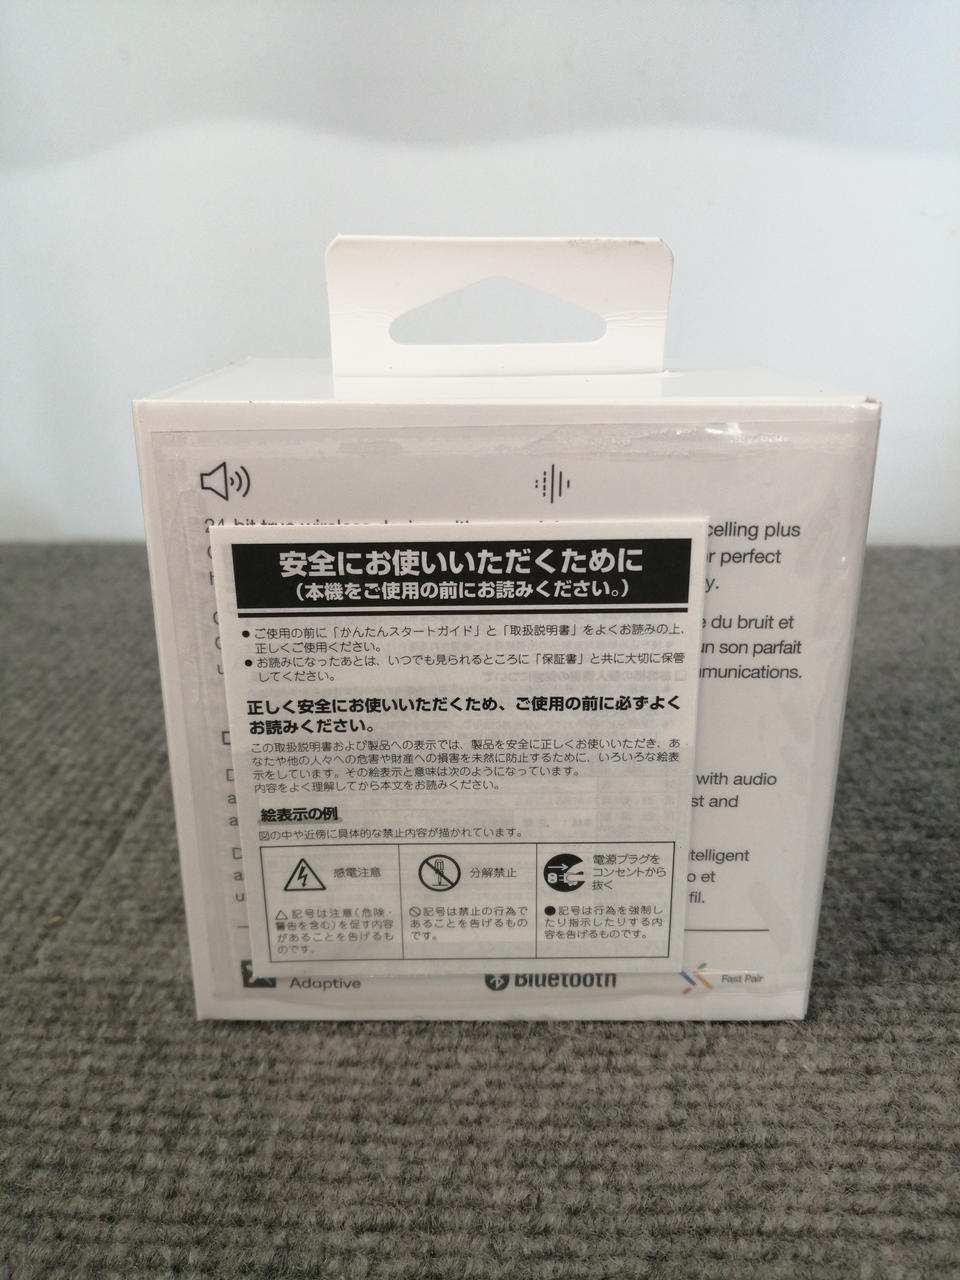 24-bit true wireless
celling plus
perfect
y.
du bruit et
un son parfait
mmunications.
安全にお使いいただくために
(本機をご使用の前にお読みください。)
●ご使用の前に「かんたんスタートガイド」と「取扱説明書」をよくお読みの上、
正しくご使用ください。
●お読みになったあとは、いつでも見られるところに「保証書」と共に大切に保管
してください。
正しく安全にお使いいただくため、ご使用の前に必ずよく
お読みください。
この取扱説明書および製品への表示では、製品を安全に正しくお使いいただき、あ
なたや他の人々への危害や財産への損害を未然に防止するために、いろいろな絵表
示をしています。その絵表示と意味は次のようになっています。
内容をよく理解してから本文をお読みください。
絵表示の例
図の中や近傍に具体的な禁止内容が描かれています。
感電注意
△記号は注意(危険・
警告を含む)を促す内容
があることを告げるも
のです。
分解禁止
記号は禁止の行為で
あることを告げるもの
です。
電源プラグを
コンセントから
抜く
●記号は行為を強制し
たり指示したりする内
容を告げるものです。
with audio
st and
telligent
o et
fil.
Adaptive
Bluetooth
Fast Pair